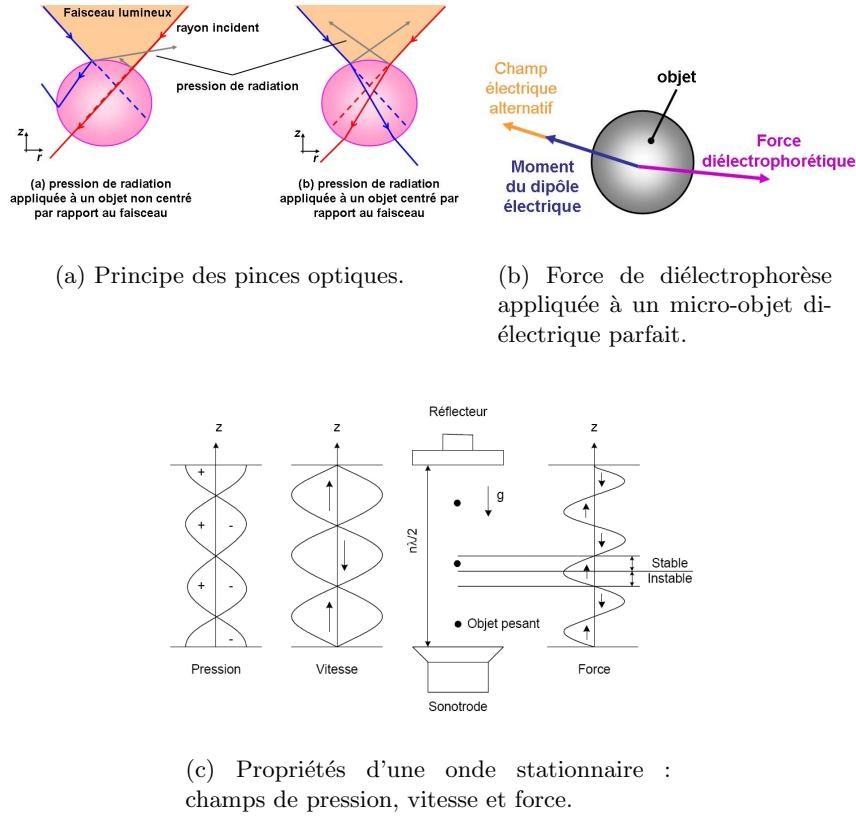 Faisceau lumineux
rayon incident
pression de radiation
z
r
z
r
(a) pression de radiation
appliquée à un objet non centré
par rapport au faisceau
(b) pression de radiation
appliquée à un objet centré par
rapport au faisceau
Champ
électrique
alternatif
objet
Moment
du dipôle
électrique
Force
diélectrophorétique
(a) Principe des pinces optiques.
(b) Force de diélectrophorèse
appliquée à un micro-objet di-
électrique parfait.
z
z
Réflecteur
z
+
+ -
+ -
-
g
nλ/2
Stable
Instable
Objet pesant
Pression
Vitesse
Sonotrode
Force
(c) Propriétés d'une onde stationnaire :
champs de pression, vitesse et force.